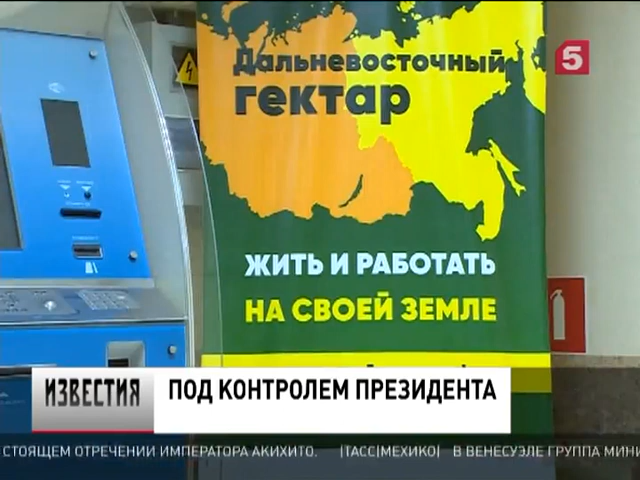 Дальневосточный
гектар
5
ЖИТЬ И РАБОТАТЬ
НА СВОЕЙ ЗЕМЛЕ
ИЗВЕСТИЯ
ПОД КОНТРОЛЕМ ПРЕЗИДЕНТА
СТОЯЩЕМ ОТРЕЧЕНИИ ИМПЕРАТОРА АКИХИТО. |ТАСС|МЕХИКО| В ВЕНЕСУЭЛЕ ГРУППА МИНИ